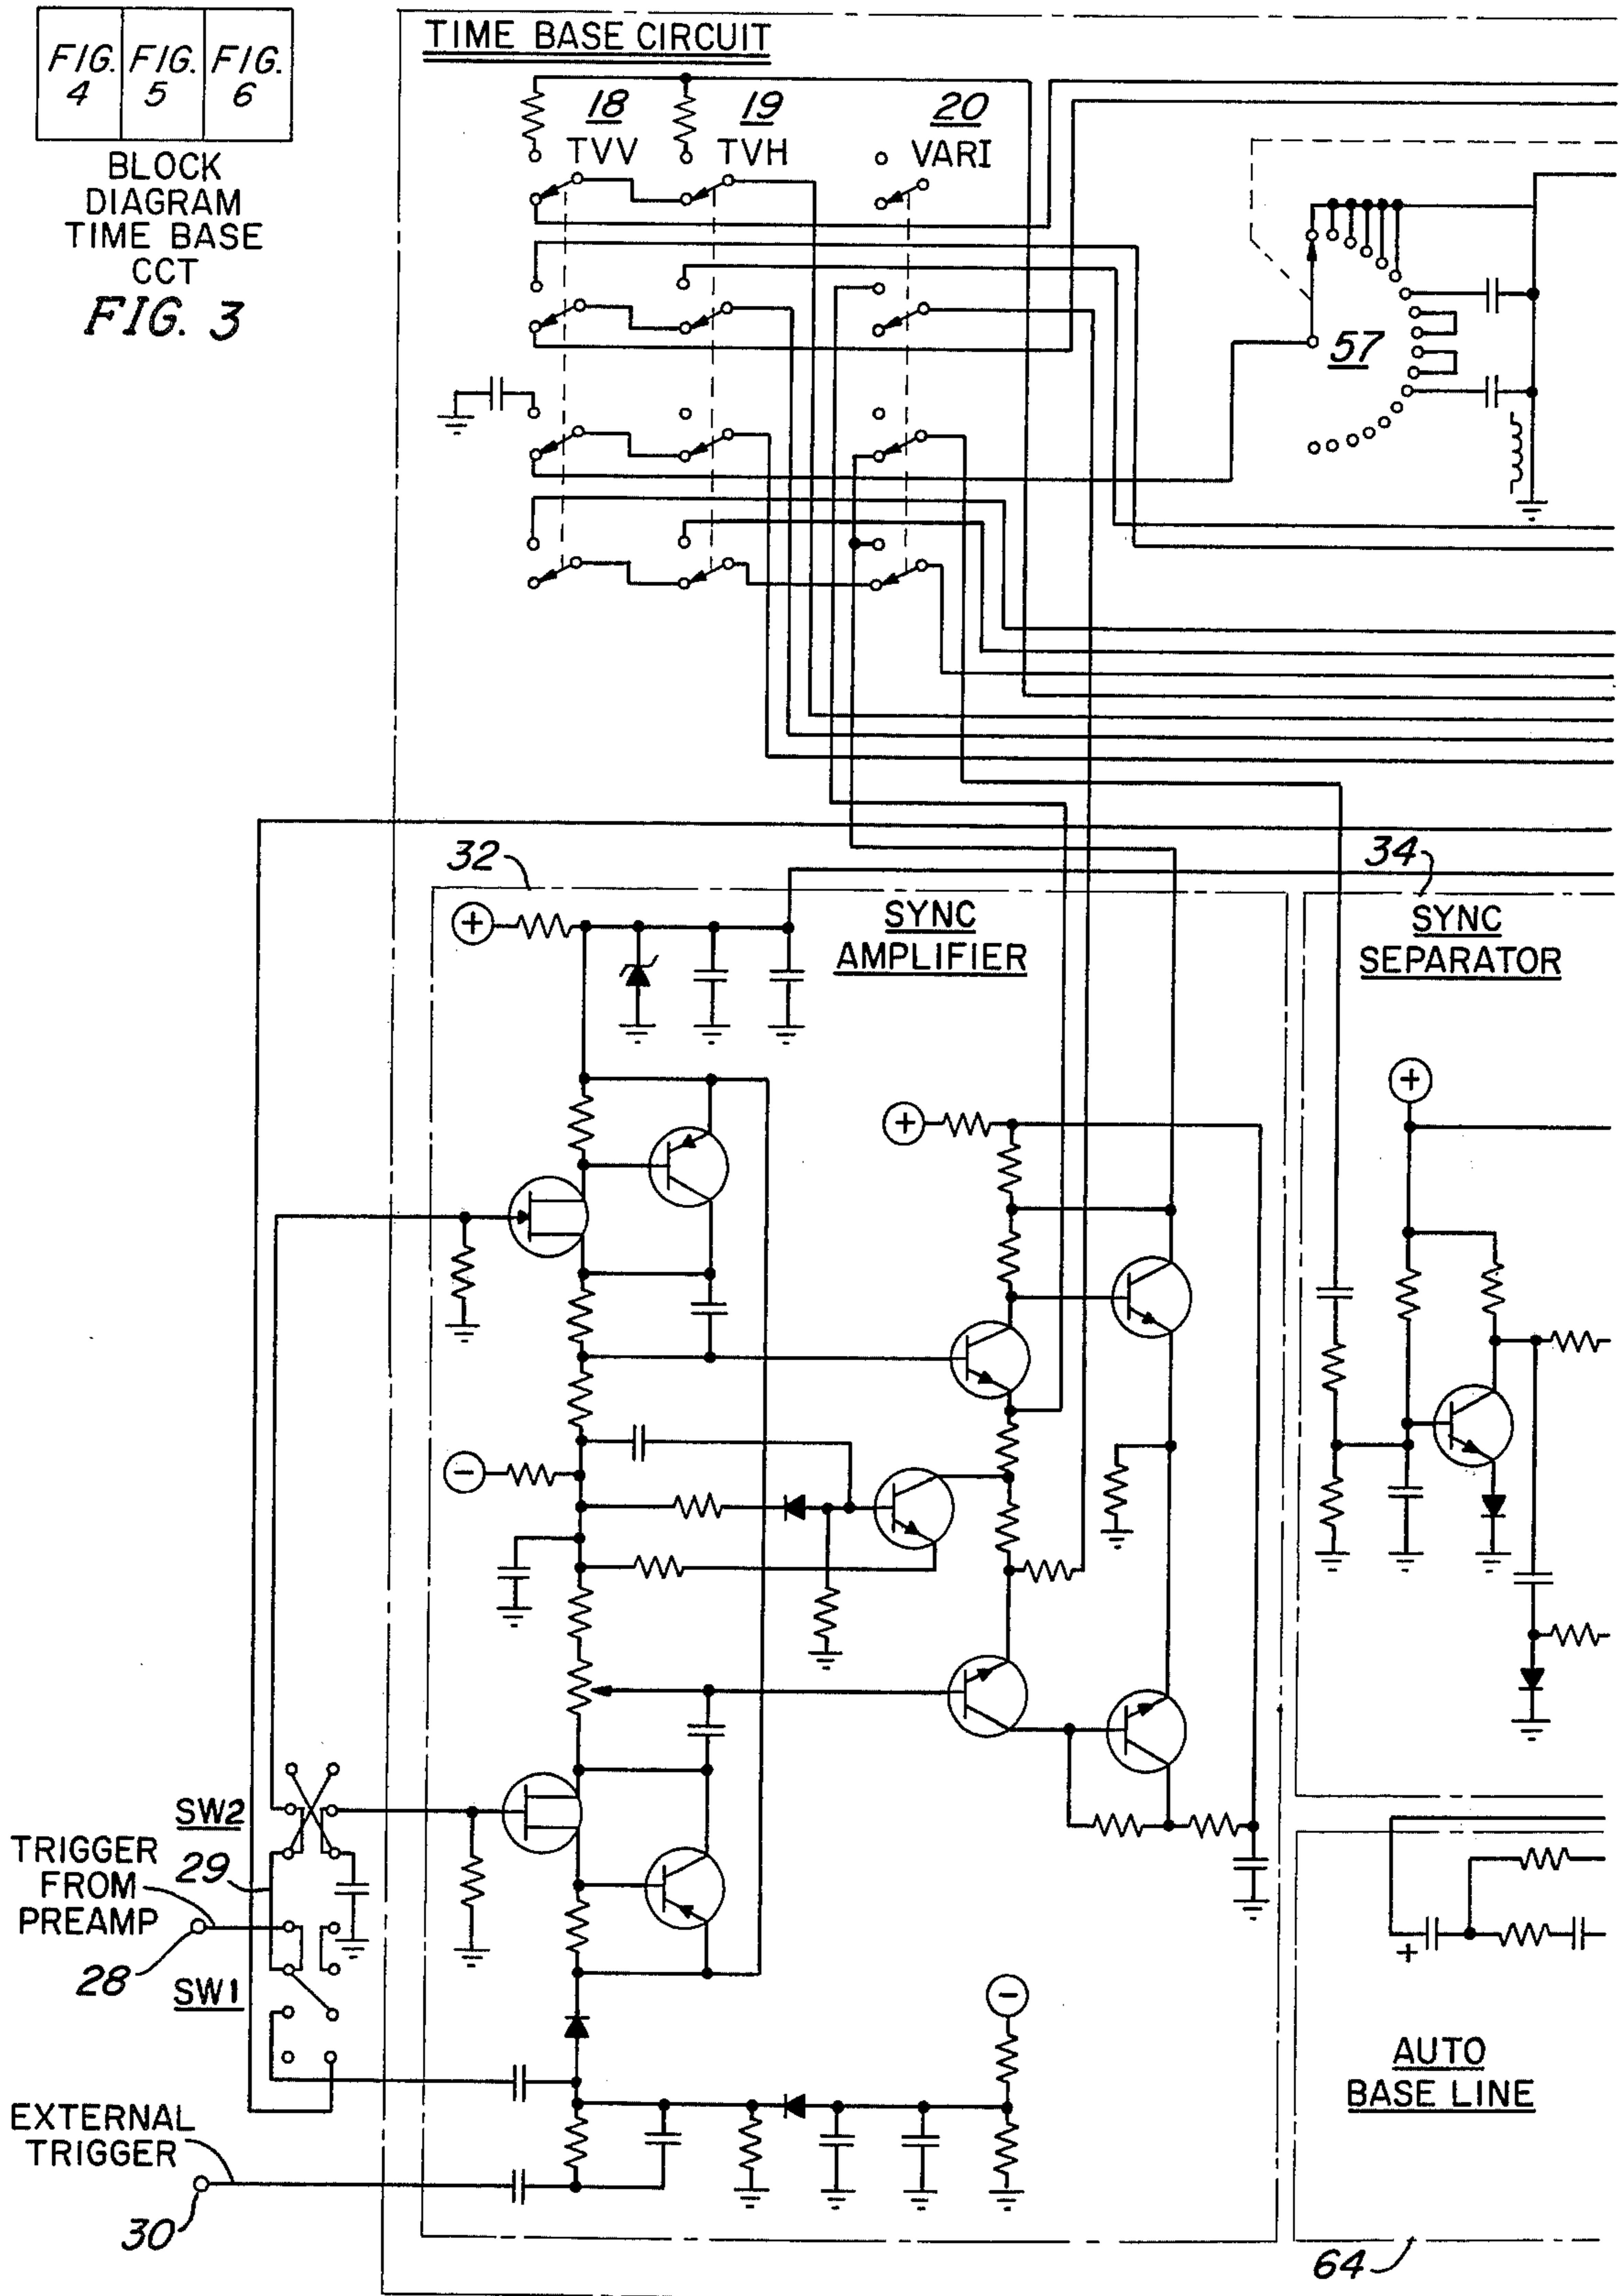 FIG. 4
FIG. 5
FIG. 6
BLOCK
DIAGRAM
TIME BASE
CCT
FIG. 3
TIME BASE CIRCUIT
18
TVV
19
TVH
20
VARI
57
32
SYNC
AMPLIFIER
34
SYNC
SEPARATOR
+
+
+
−
SW2
TRIGGER
FROM
PREAMP
29
28
SW1
−
+
AUTO
BASE LINE
EXTERNAL
TRIGGER
30
64